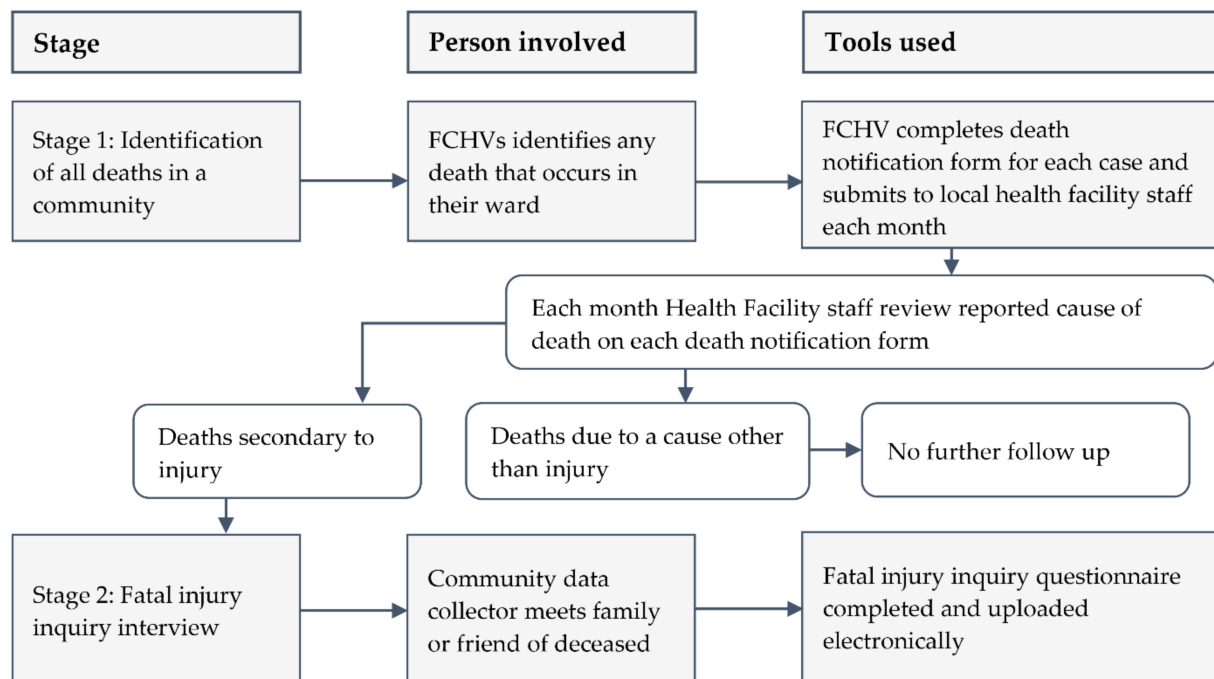 Stage
Person involved
Tools used
Stage 1: Identification
of all deaths in a
community
FCHVs identifies any
death that occurs in
their ward
FCHV completes death
notification form for each case and
submits to local health facility staff
each month
Each month Health Facility staff review reported cause of
death on each death notification form
Deaths secondary to
injury
Deaths due to a cause other
than injury
No further follow up
Stage 2: Fatal injury
inquiry interview
Community data
collector meets family
or friend of deceased
Fatal injury inquiry questionnaire
completed and uploaded
electronically